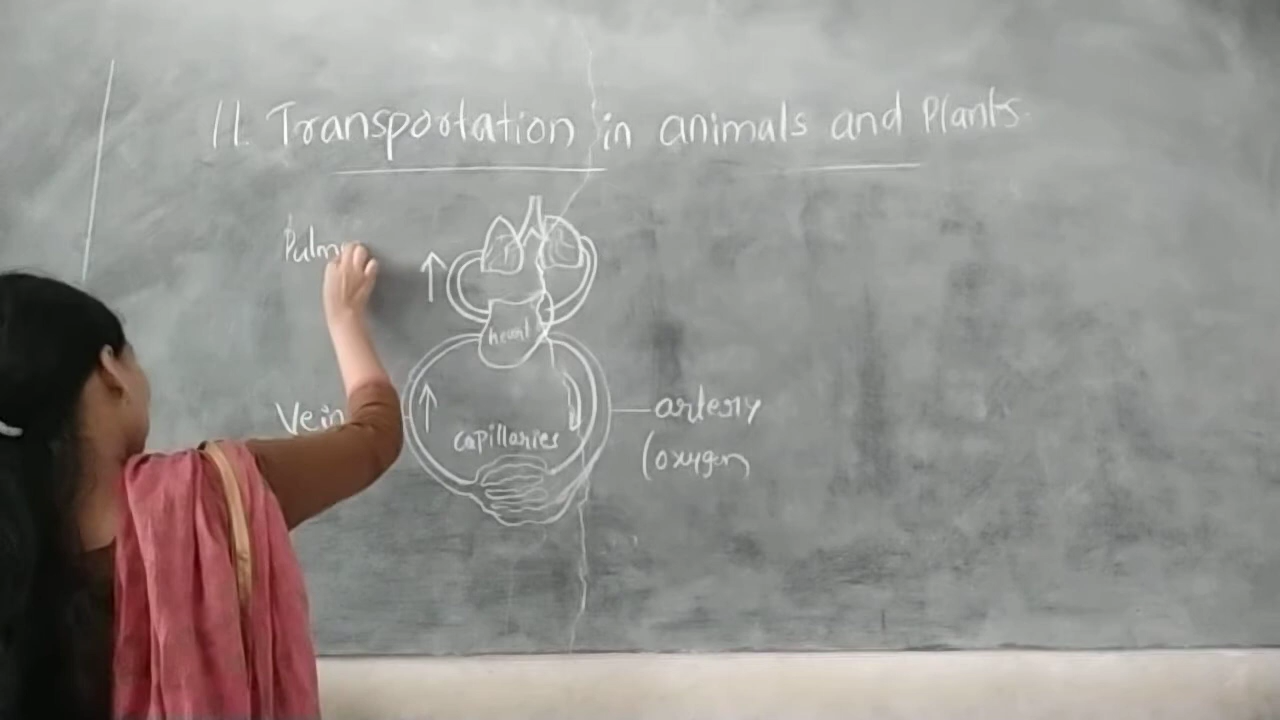 11. Transportation in animals and Plants.
Pulm
heart
Vein
artery
capillaries
(oxygen